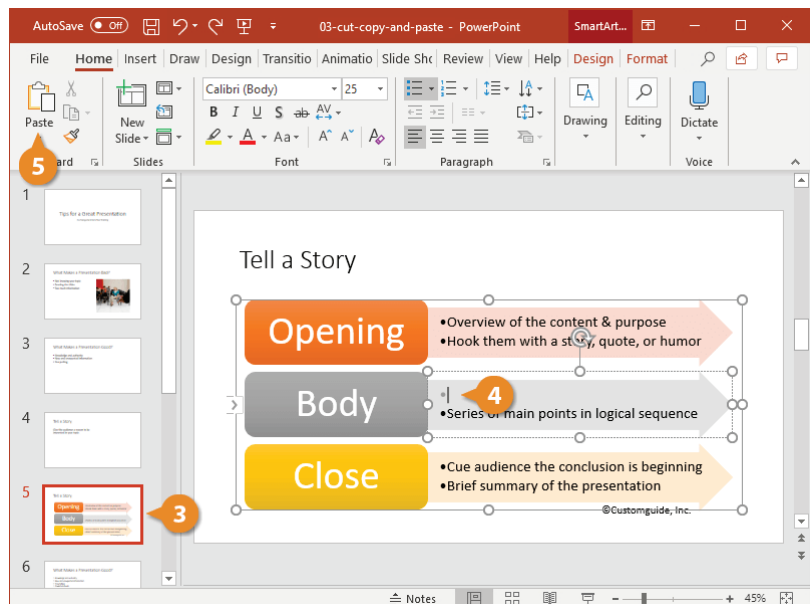 AutoSave Off 03-cut-copy-and-paste - PowerPoint SmartArt...
File Home Insert Draw Design Transitio Animatio Slide Sho Review View Help Design Format
Calibri (Body) 25
B I U S ab AV
A Aa A A A
Paste New Slide Drawing Editing Dictate
5 ard Slides Font Paragraph Voice
1 Tips for a Great Presentation
2 What Makes a Presentation Bad?
3 What Makes a Presentation Good?
4 Tell a Story
5 Tell a Story
Opening
Body
Close
3
6 What Makes a Presentation Good?
Tell a Story
Opening
•Overview of the content & purpose
•Hook them with a story, quote, or humor
Body
• 4
•Series of main points in logical sequence
Close
•Cue audience the conclusion is beginning
•Brief summary of the presentation
©Customguide, Inc.
Notes 45%